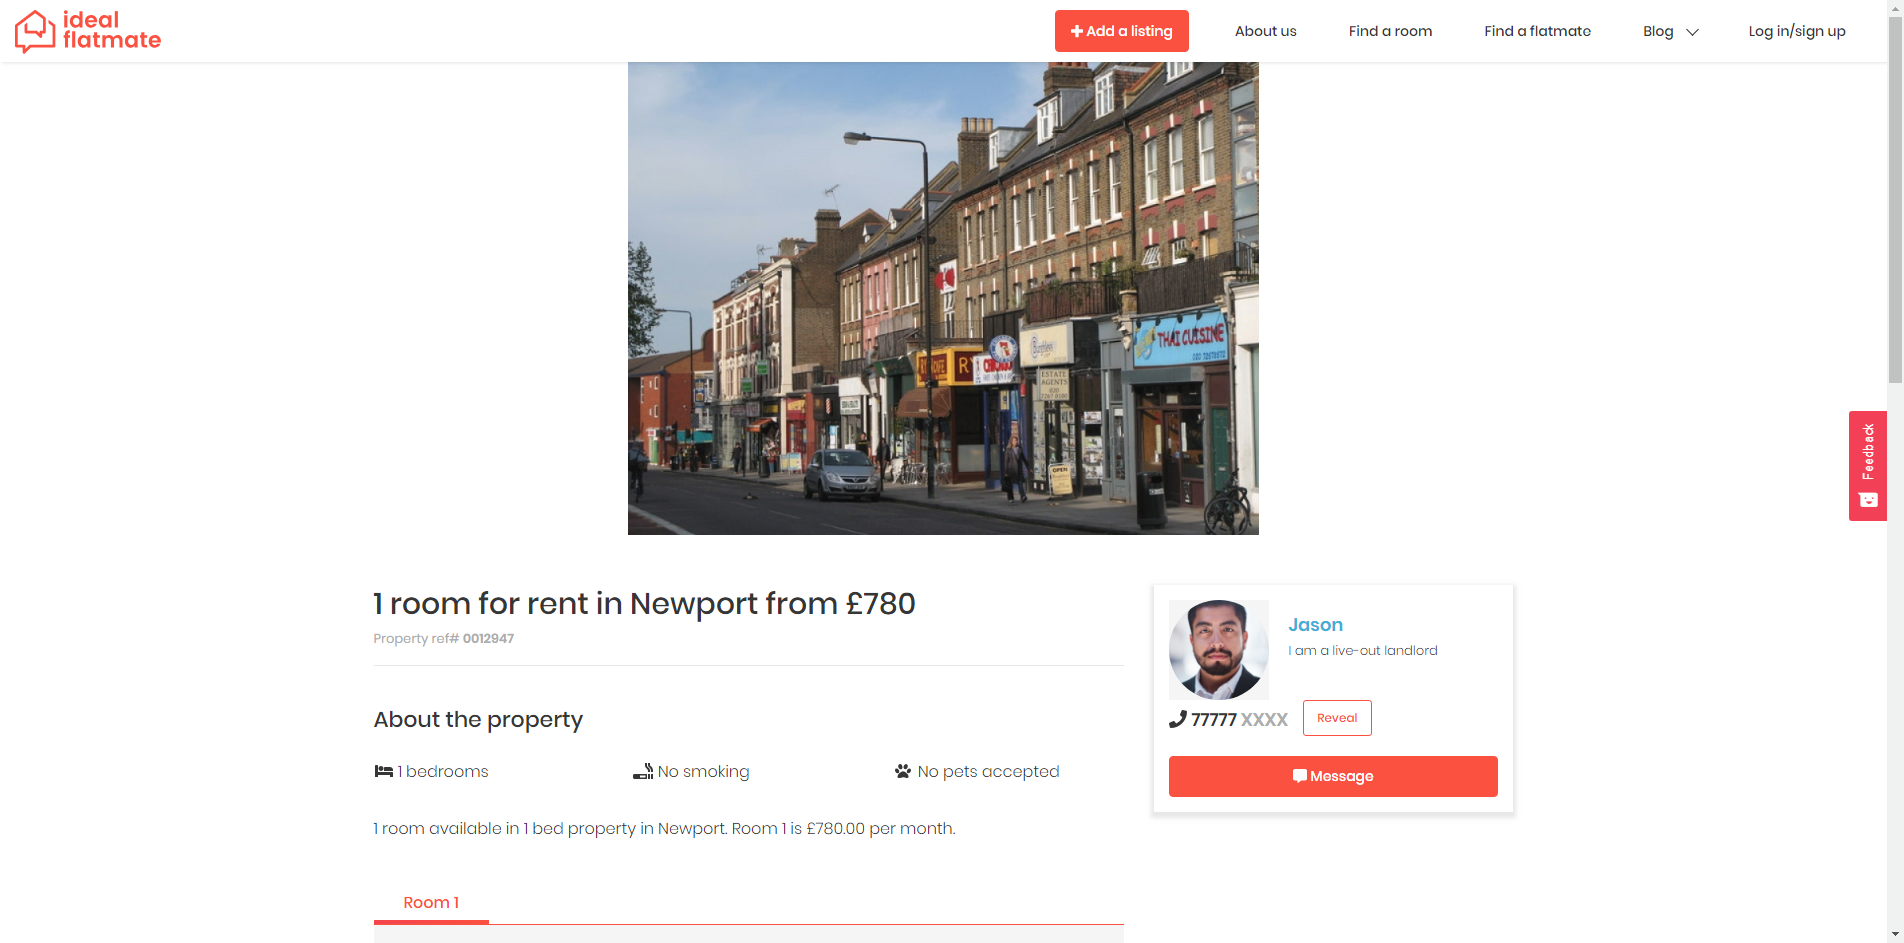 ideal
flatmate
Add a listing
About us
Find a room
Find a flatmate
Blog
Log in/sign up
THAI CUISINE
ESTATE
AGENTS
OPEN
Feedback
1 room for rent in Newport from £780
Property ref# 0012947
Jason
I am a live-out landlord
77777 XXXX
Reveal
Message
About the property
1 bedrooms
No smoking
No pets accepted
1 room available in 1 bed property in Newport. Room 1 is £780.00 per month.
Room 1